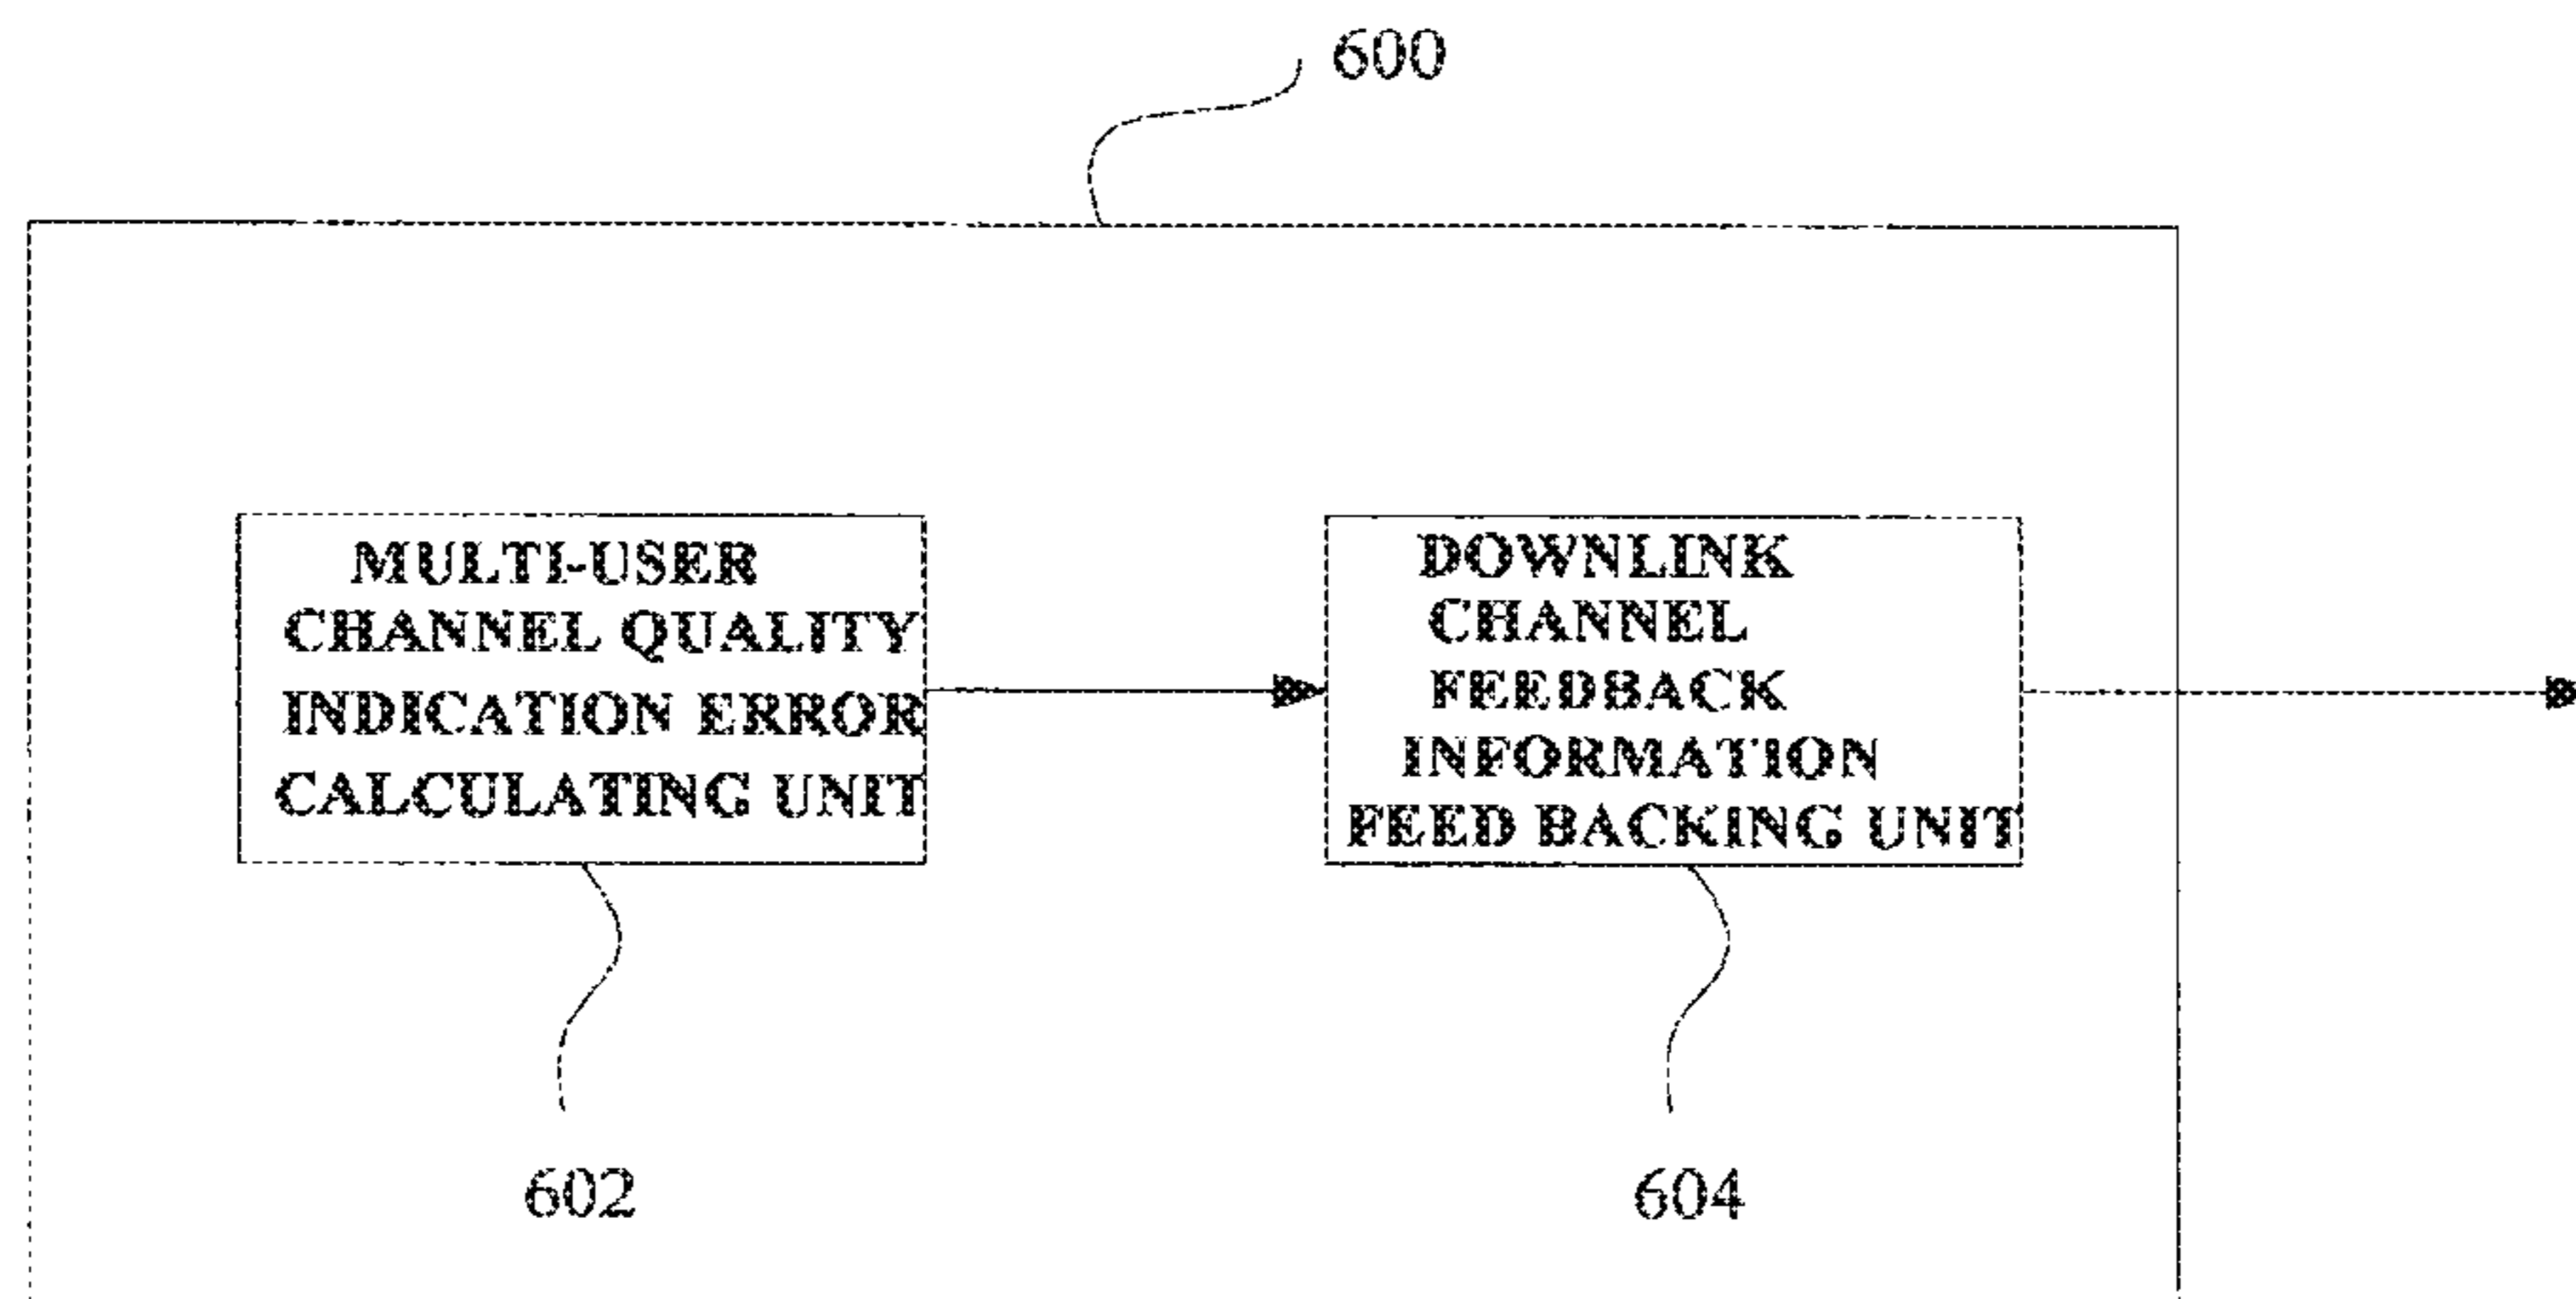 600
MULTI-USER
CHANNEL QUALITY
INDICATION ERROR
CALCULATING UNIT
DOWNLINK
CHANNEL
FEEDBACK
INFORMATION
FEED BACKING UNIT
602
604